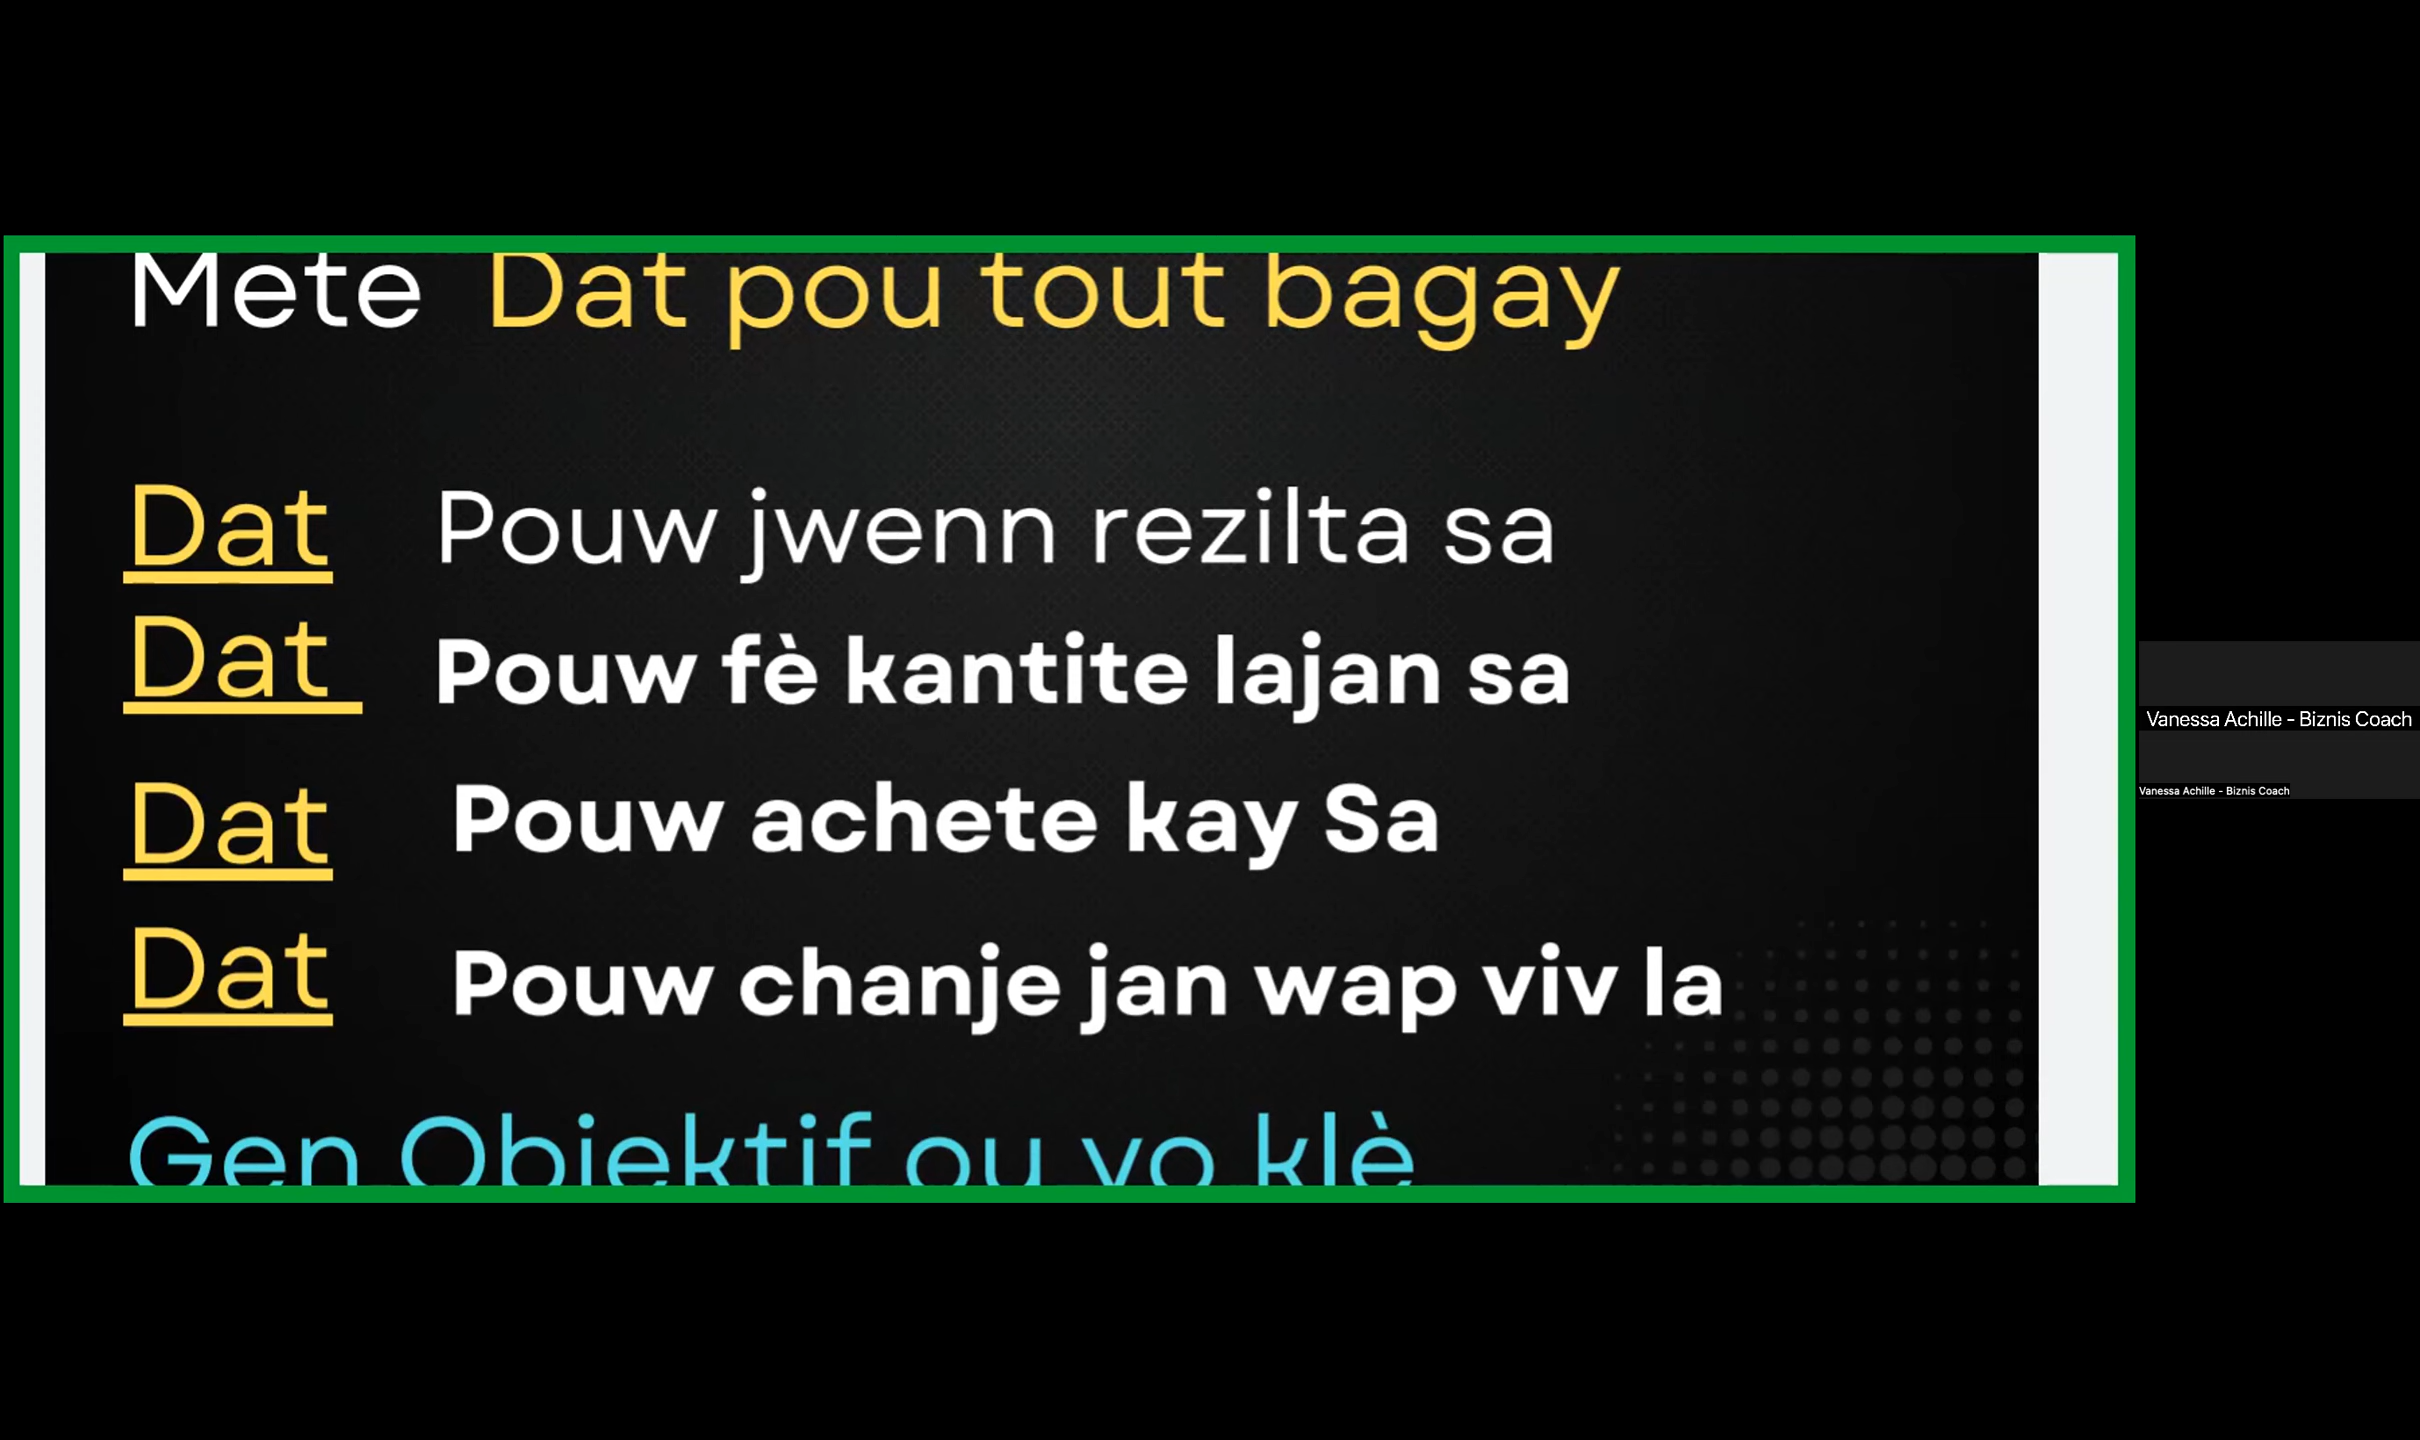 Mete Dat pou tout bagay
Dat Pouw jwenn rezilta sa
Dat Pouw fè kantite lajan sa
Dat Pouw achete kay Sa
Dat Pouw chanje jan wap viv la
Gen Objektif ou yo klè
Vanessa Achille - Biznis Coach
Vanessa Achille - Biznis Coach